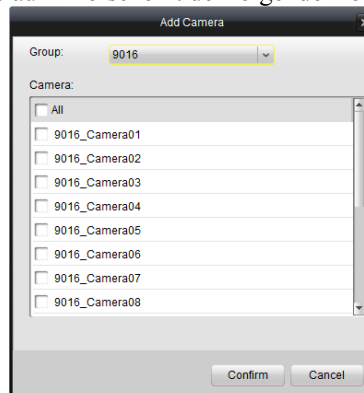 Add Camera
Group: 9016
Camera:
All
9016_Camera01
9016_Camera02
9016_Camera03
9016_Camera04
9016_Camera05
9016_Camera06
9016_Camera07
9016_Camera08
Confirm Cancel